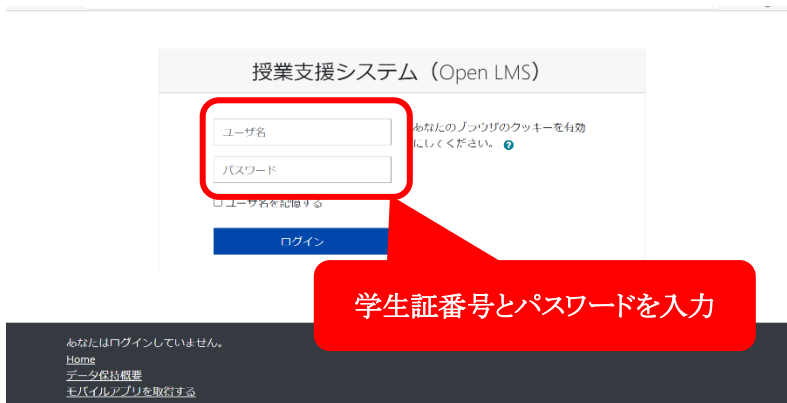 授業支援システム（Open LMS）
ユーザ名
あなたのブラウザのクッキーを有効
にしてください。
パスワード
ユーザ名を記憶する
ログイン
学生証番号とパスワードを入力
あなたはログインしていません。
Home
データ保持概要
モバイルアプリを取得する